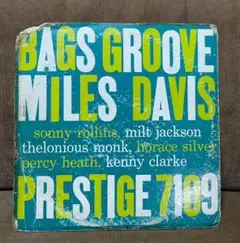 BAGS GROOVE
MILES DAVIS
sonny rollins, milt jackson
thelonious monk, horace silver
percy heath, kenny clarke
PRESTIGE 7109